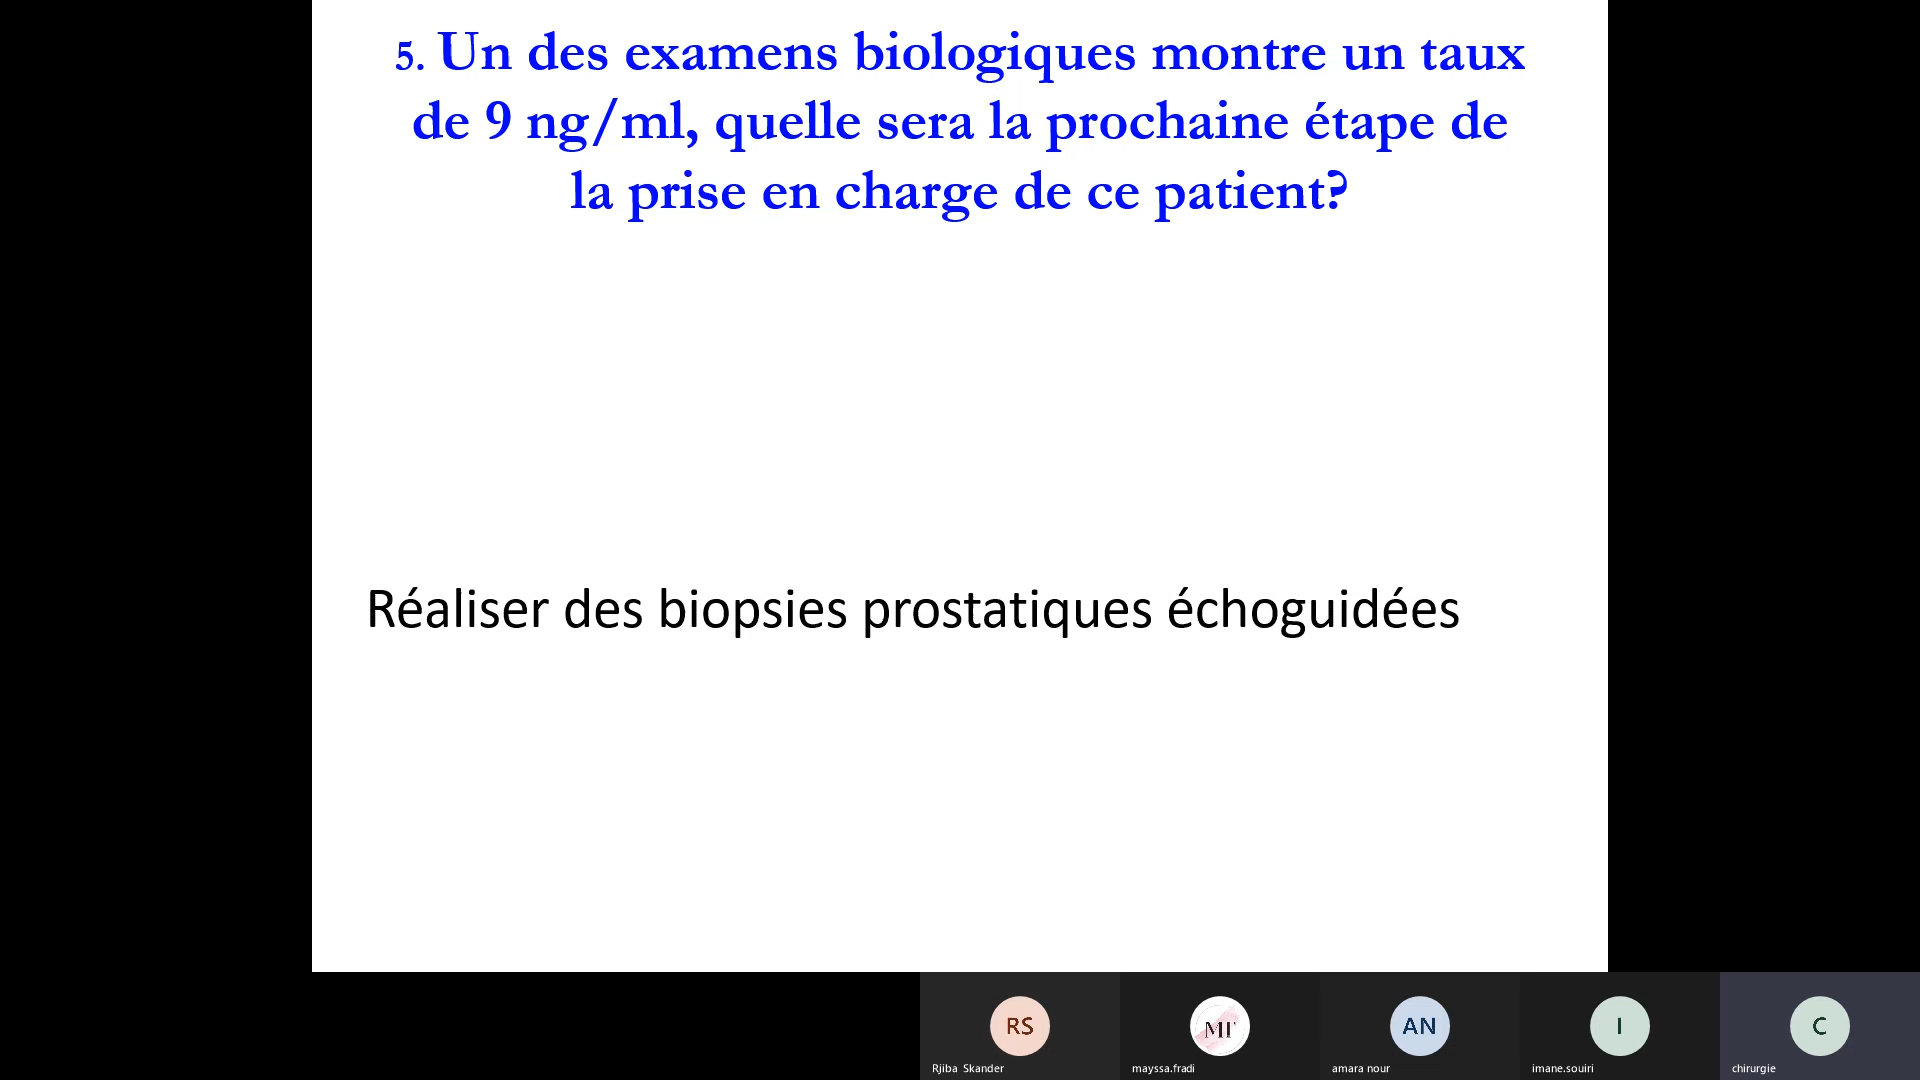 5. Un des examens biologiques montre un taux
de 9 ng/ml, quelle sera la prochaine étape de
la prise en charge de ce patient?
Réaliser des biopsies prostatiques échoguidées
RS
MF
AN
I
C
Rjiba Skander
mayssa.fradi
amara nour
imane.souiri
chirurgie